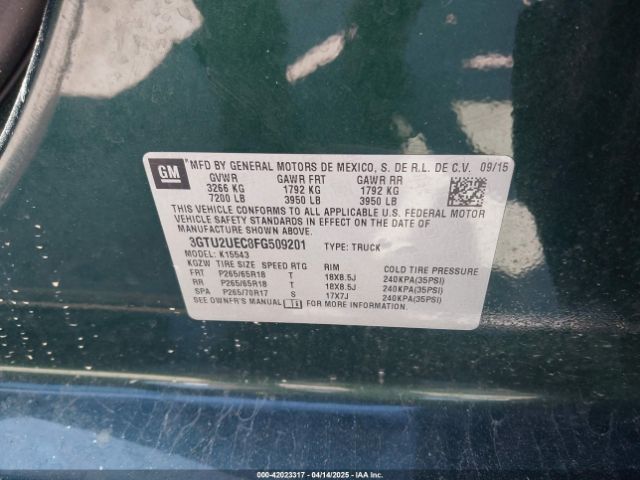 GM
MFD BY GENERAL MOTORS DE MEXICO, S. DE R.L. DE C.V. 09/15
GVWR GAWR FRT GAWR RR
3266 KG 1792 KG 1792 KG
7200 LB 3950 LB 3950 LB
THIS VEHICLE CONFORMS TO ALL APPLICABLE U.S. FEDERAL MOTOR
VEHICLE SAFETY STANDARDS IN EFFECT ON THE DATE OF
MANUFACTURE SHOWN ABOVE.
3GTU2UEC8FG509201 TYPE: TRUCK
MODEL: K15543
KGZW TIRE SIZE SPEED RTG RIM COLD TIRE PRESSURE
FRT P265/65R18 T 18X8.5J 240KPA(35PSI)
RR P265/65R18 T 18X8.5J 240KPA(35PSI)
SPA P265/70R17 S 17X7J 240KPA(35PSI)
SEE OWNER'S MANUAL i FOR MORE INFORMATION.
000-42023317 - 04/14/2025 - IAAI.COM